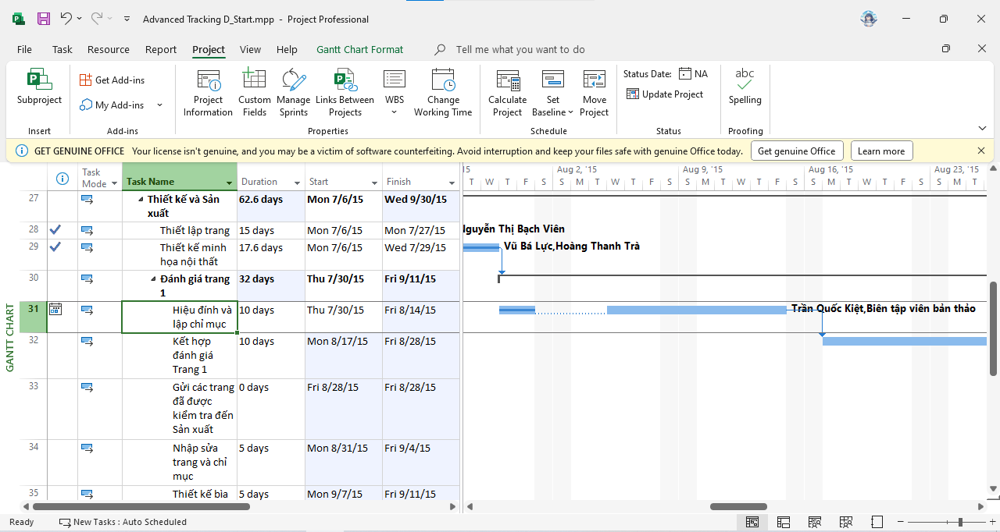 Advanced Tracking D_Start.mpp - Project Professional
File Task Resource Report Project View Help Gantt Chart Format Tell me what you want to do
Subproject
Insert
Get Add-ins
My Add-ins
Add-ins
Project Information
Custom Fields
Manage Sprints
Links Between Projects
WBS
Change Working Time
Properties
Calculate Project
Set Baseline
Move Project
Schedule
Status Date: NA
Update Project
Status
abc
Spelling
Proofing
GET GENUINE OFFICE Your license isn't genuine, and you may be a victim of software counterfeiting. Avoid interruption and keep your files safe with genuine Office today. Get genuine Office Learn more
Task Mode Task Name Duration Start Finish
'15 Aug 2, '15 Aug 9, '15 Aug 16, '15 Aug 23, '15
T W T F S S M T W T F S S M T W T F S S M T W T F S S M T
27 Thiết kế và Sản xuất 62.6 days Mon 7/6/15 Wed 9/30/15
28 Thiết lập trang 15 days Mon 7/6/15 Mon 7/27/15
Nguyễn Thị Bạch Viên
29 Thiết kế minh họa nội thất 17.6 days Mon 7/6/15 Wed 7/29/15
Vũ Bá Lực,Hoàng Thanh Trà
30 Đánh giá trang 1 32 days Thu 7/30/15 Fri 9/11/15
31 Hiệu đính và lập chỉ mục 10 days Thu 7/30/15 Fri 8/14/15
Trần Quốc Kiệt,Biên tập viên bản thảo
32 Kết hợp đánh giá Trang 1 10 days Mon 8/17/15 Fri 8/28/15
33 Gửi các trang đã được kiểm tra đến Sản xuất 0 days Fri 8/28/15 Fri 8/28/15
34 Nhập sửa trang và chỉ mục 5 days Mon 8/31/15 Fri 9/4/15
35 Thiết kế bìa 5 days Mon 9/7/15 Fri 9/11/15
GANTT CHART
Ready New Tasks : Auto Scheduled